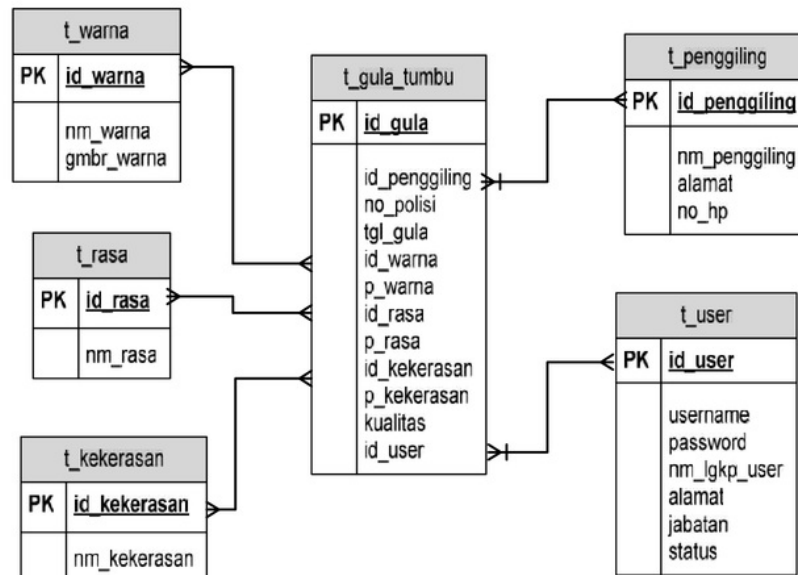 t_warna
PK id_warna
nm_warna
gmbr_warna
t_rasa
PK id_rasa
nm_rasa
t_kekerasan
PK id_kekerasan
nm_kekerasan
t_gula_tumbu
PK id_gula
id_penggiling
no_polisi
tgl_gula
id_warna
p_warna
id_rasa
p_rasa
id_kekerasan
p_kekerasan
kualitas
id_user
t_penggiling
PK id_penggiling
nm_penggiling
alamat
no_hp
t_user
PK id_user
username
password
nm_lgkp_user
alamat
jabatan
status